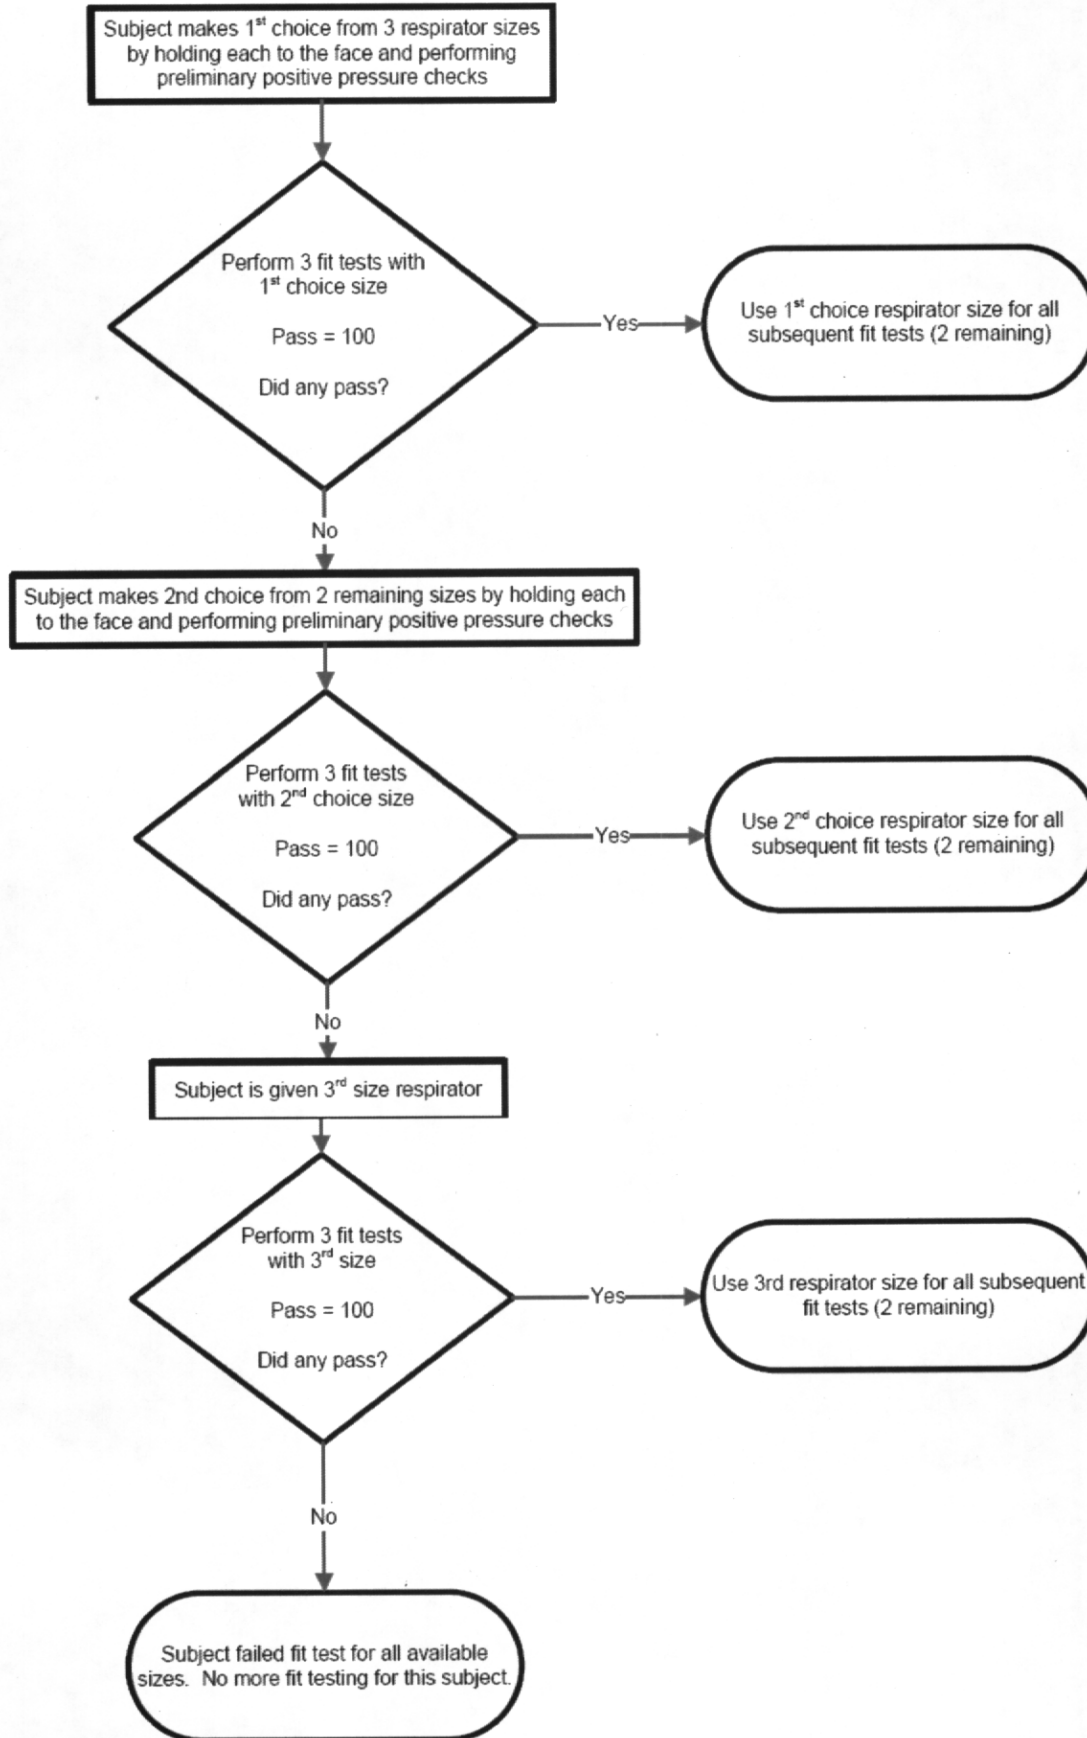 Subject makes 1st choice from 3 respirator sizes
by holding each to the face and performing
preliminary positive pressure checks
Perform 3 fit tests with
1st choice size
Pass = 100
Did any pass?
Yes
Use 1st choice respirator size for all
subsequent fit tests (2 remaining)
No
Subject makes 2nd choice from 2 remaining sizes by holding each
to the face and performing preliminary positive pressure checks
Perform 3 fit tests
with 2nd choice size
Pass = 100
Did any pass?
Yes
Use 2nd choice respirator size for all
subsequent fit tests (2 remaining)
No
Subject is given 3rd size respirator
Perform 3 fit tests
with 3rd size
Pass = 100
Did any pass?
Yes
Use 3rd respirator size for all subsequent
fit tests (2 remaining)
No
Subject failed fit test for all available
sizes. No more fit testing for this subject.